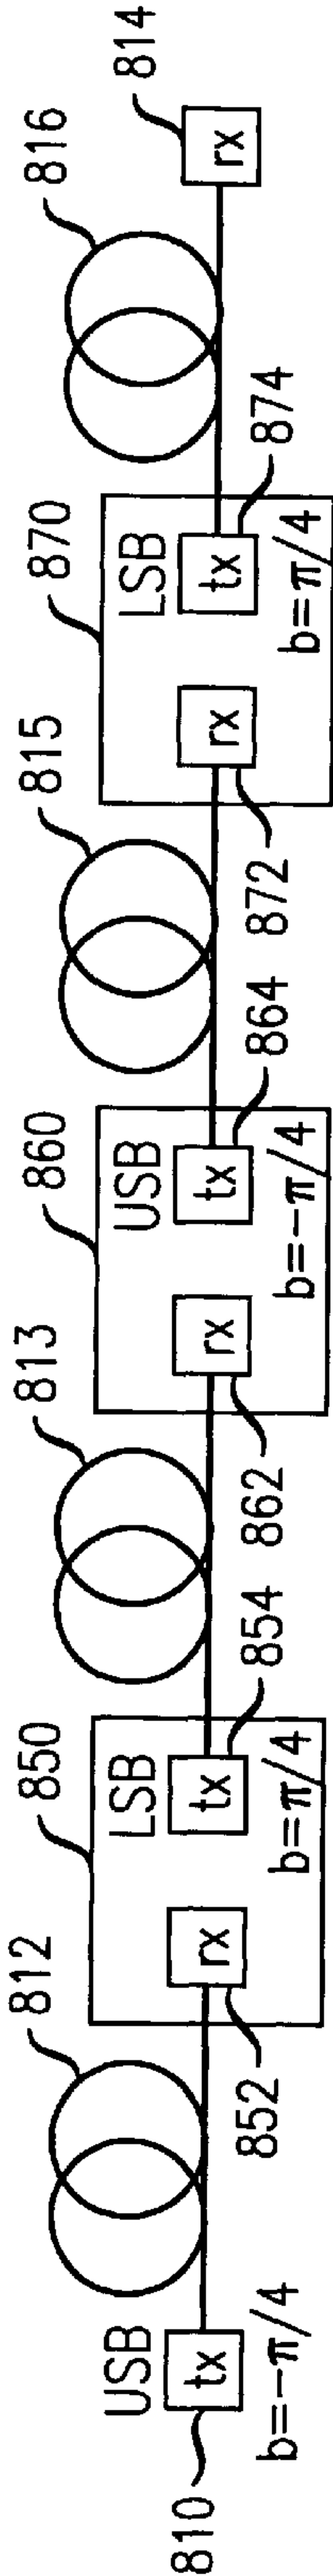 812
850
813
860
815
870
816
814
USB
LSB
USB
LSB
tx
rx
tx
rx
tx
rx
tx
rx
b=-π/4
b=π/4
b=-π/4
b=π/4
810
852
854
862
864
872
874